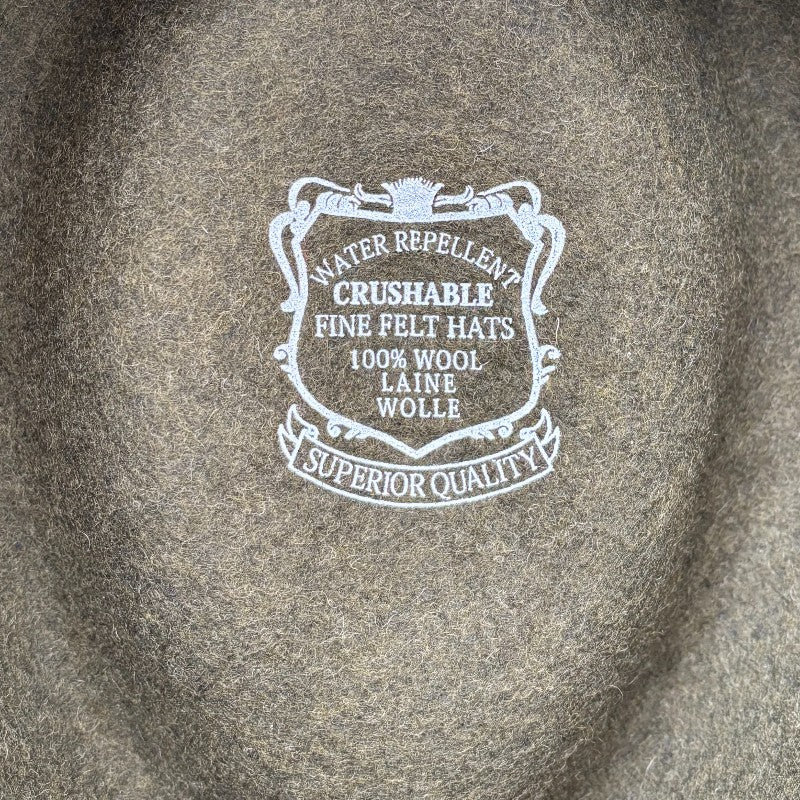 WATER REPELLENT
CRUSHABLE
FINE FELT HATS
100% WOOL
LAINE
WOLLE
SUPERIOR QUALITY